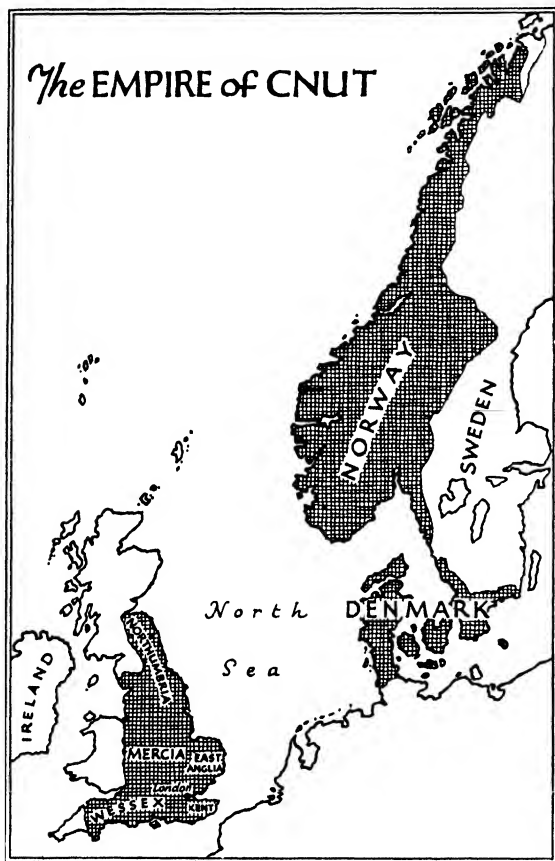 The EMPIRE of CNUT
NORWAY
SWEDEN
North
Sea
DENMARK
IRELAND
NORTHUMBRIA
MERCIA
EAST
ANGLIA
London
WESSEX
KENT